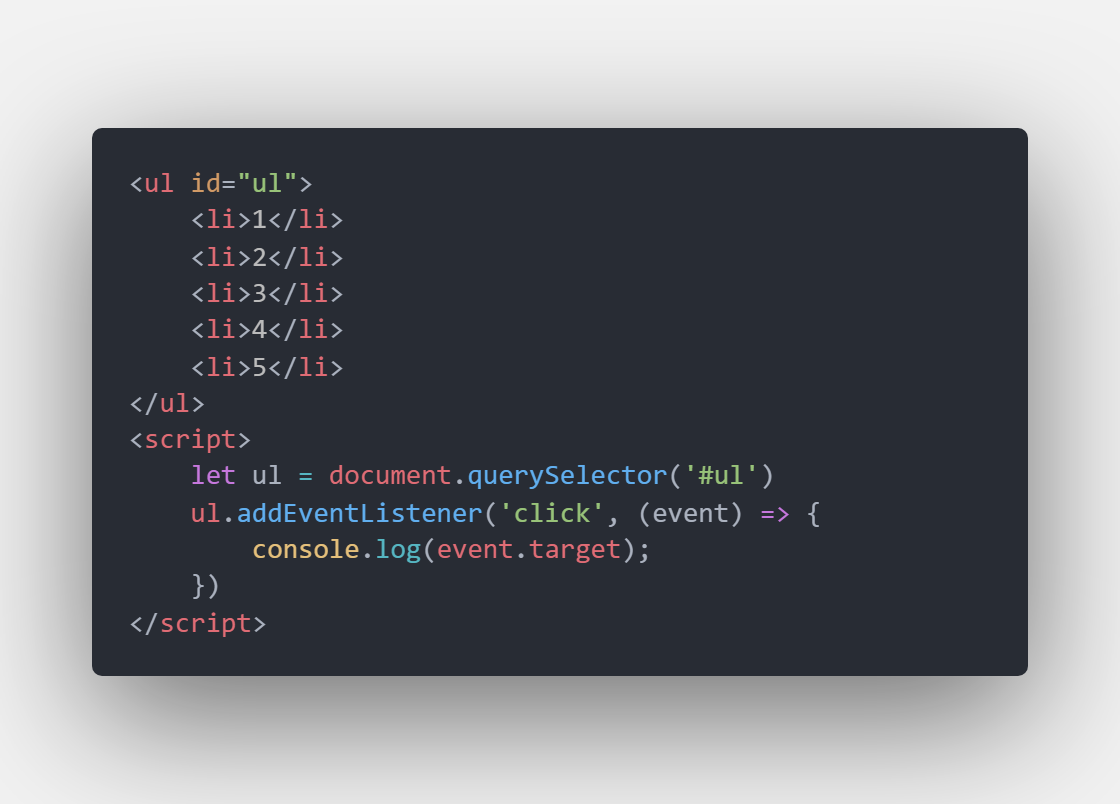 <ul id="ul">
    <li>1</li>
    <li>2</li>
    <li>3</li>
    <li>4</li>
    <li>5</li>
</ul>
<script>
    let ul = document.querySelector('#ul')
    ul.addEventListener('click', (event) => {
        console.log(event.target);
    })
</script>